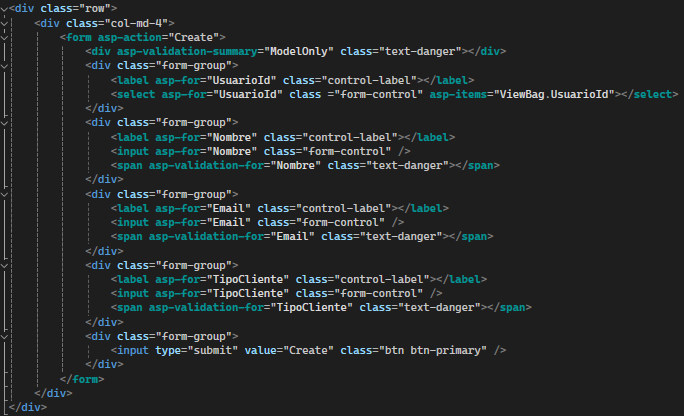 <div class="row">
<div class="col-md-4">
<form asp-action="Create">
<div asp-validation-summary="ModelOnly" class="text-danger"></div>
<div class="form-group">
<label asp-for="UsuarioId" class="control-label"></label>
<select asp-for="UsuarioId" class ="form-control" asp-items="ViewBag.UsuarioId"></select>
</div>
<div class="form-group">
<label asp-for="Nombre" class="control-label"></label>
<input asp-for="Nombre" class="form-control" />
<span asp-validation-for="Nombre" class="text-danger"></span>
</div>
<div class="form-group">
<label asp-for="Email" class="control-label"></label>
<input asp-for="Email" class="form-control" />
<span asp-validation-for="Email" class="text-danger"></span>
</div>
<div class="form-group">
<label asp-for="TipoCliente" class="control-label"></label>
<input asp-for="TipoCliente" class="form-control" />
<span asp-validation-for="TipoCliente" class="text-danger"></span>
</div>
<div class="form-group">
<input type="submit" value="Create" class="btn btn-primary" />
</div>
</form>
</div>
</div>